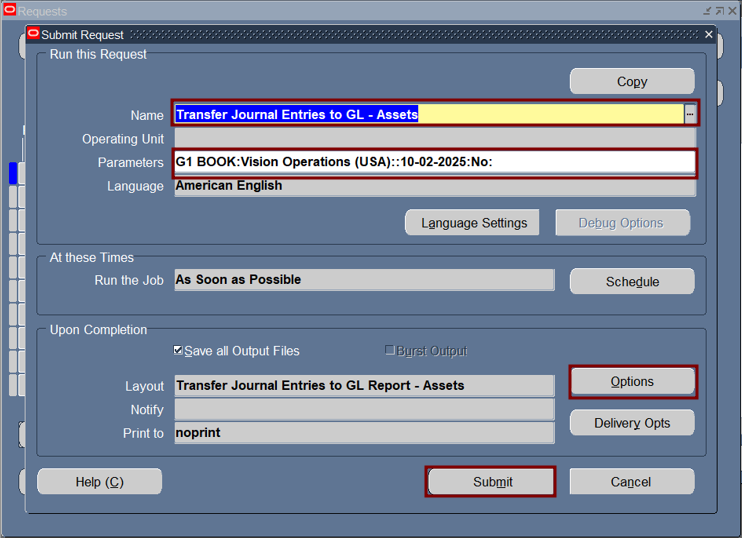 Requests
Submit Request
Run this Request
Copy
Name Transfer Journal Entries to GL - Assets ...
Operating Unit
Parameters G1 BOOK:Vision Operations (USA)::10-02-2025:No:
Language American English
Language Settings Debug Options
At these Times
Run the Job As Soon as Possible Schedule
Upon Completion
Save all Output Files Burst Output
Layout Transfer Journal Entries to GL Report - Assets Options
Notify
Print to noprint Delivery Opts
Help (C) Submit Cancel